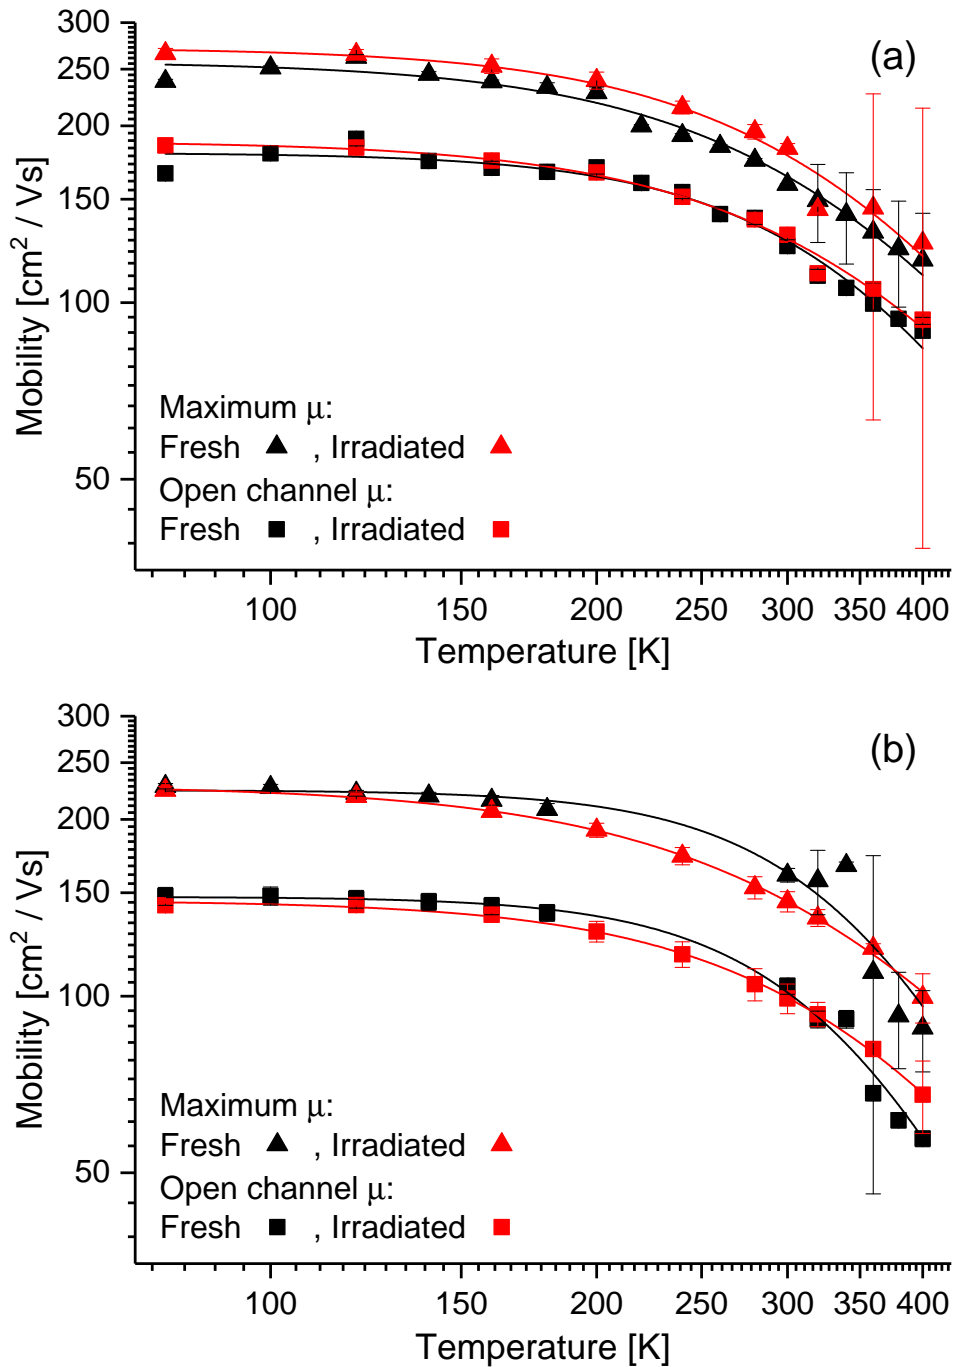 (a)
300
250
200
150
100
50
Mobility [cm² / Vs]
Maximum μ:
Fresh ▲ , Irradiated ▲
Open channel μ:
Fresh ■ , Irradiated ■
100 150 200 250 300 350 400
Temperature [K]
(b)
300
250
200
150
100
50
Mobility [cm² / Vs]
Maximum μ:
Fresh ▲ , Irradiated ▲
Open channel μ:
Fresh ■ , Irradiated ■
100 150 200 250 300 350 400
Temperature [K]